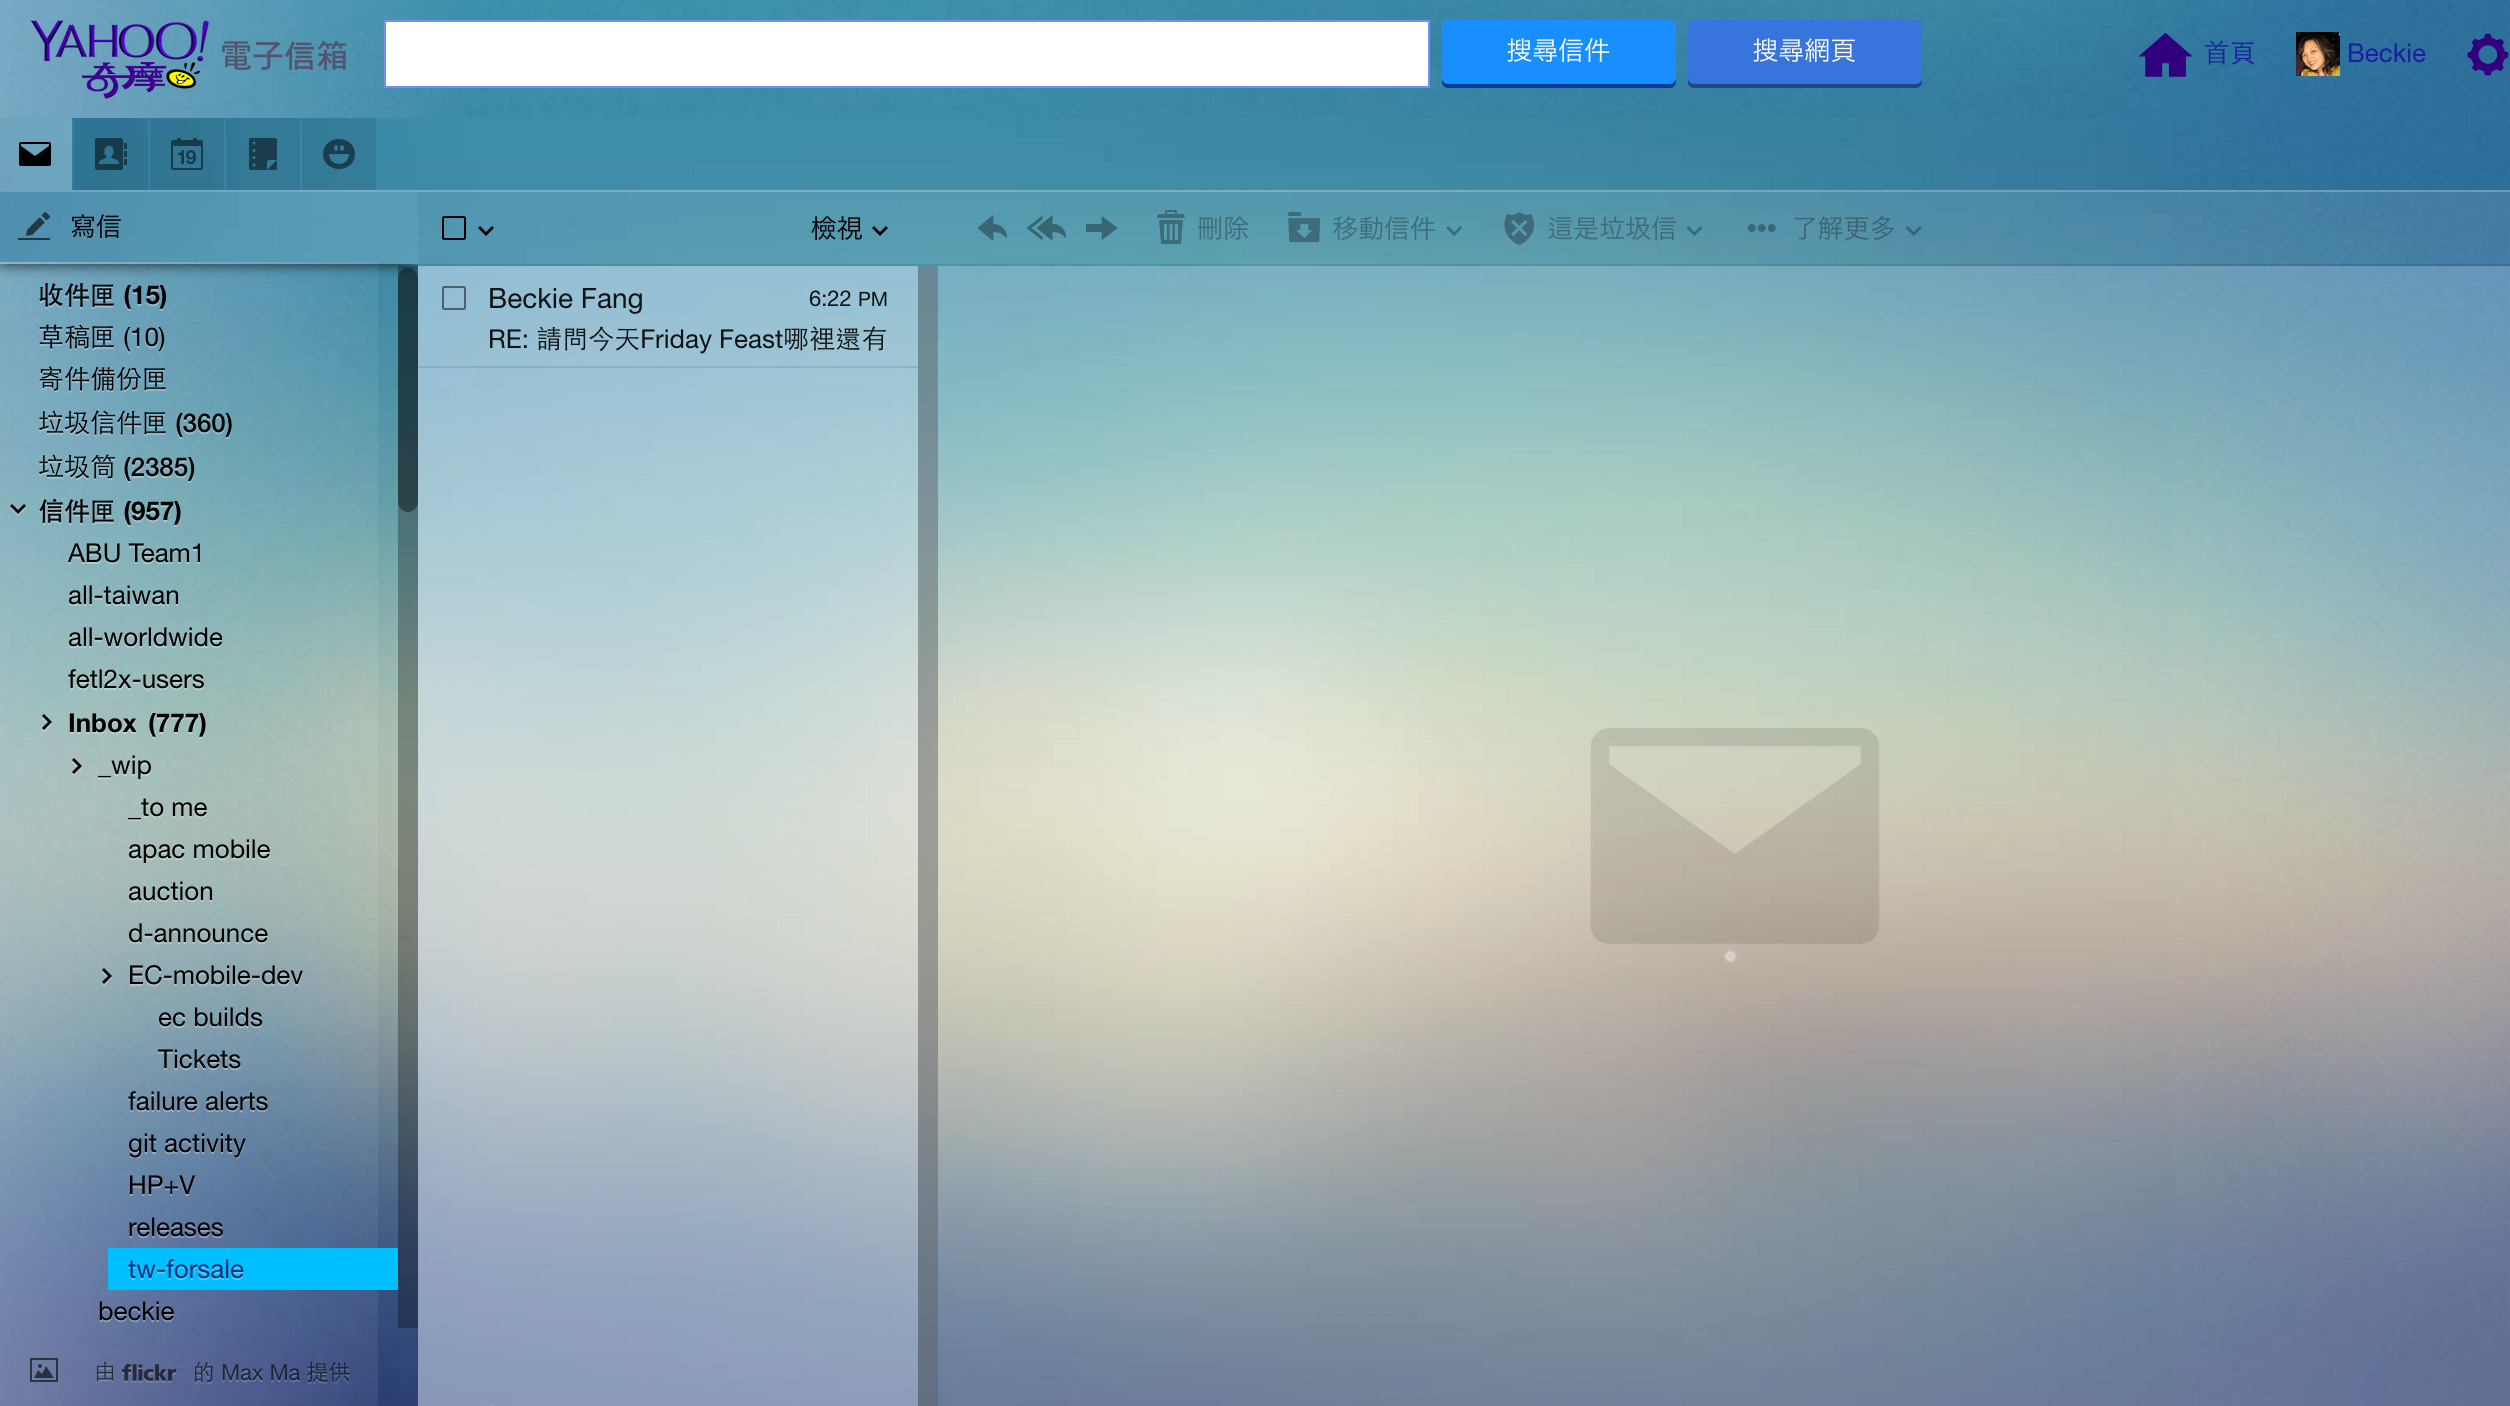 YAHOO!
奇摩
電子信箱
搜尋信件
搜尋網頁
首頁
Beckie
19
寫信
檢視
刪除
移動信件
這是垃圾信
了解更多
收件匣 (15)
草稿匣 (10)
寄件備份匣
垃圾信件匣 (360)
垃圾筒 (2385)
信件匣 (957)
ABU Team1
all-taiwan
all-worldwide
fetl2x-users
Inbox (777)
_wip
_to me
apac mobile
auction
d-announce
EC-mobile-dev
ec builds
Tickets
failure alerts
git activity
HP+V
releases
tw-forsale
beckie
由 flickr 的 Max Ma 提供
Beckie Fang
6:22 PM
RE: 請問今天Friday Feast哪裡還有